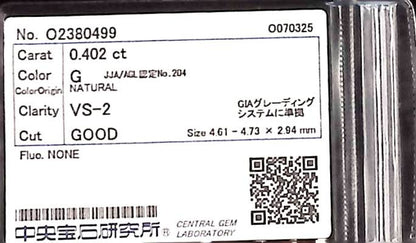 No. O2380499 O070325
Carat 0.402 ct
Color G JJA/AGL認定No.204
ColorOrigin NATURAL
Clarity VS-2 GIAグレーディング
システムに準拠
Cut GOOD Size 4.61 - 4.73 × 2.94 mm
Fluo. NONE
中央宝石研究所® CENTRAL GEM
LABORATORY